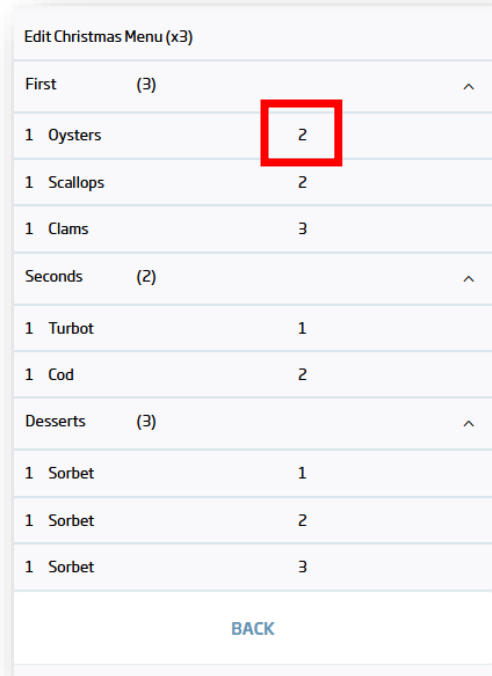 Edit Christmas Menu (x3)
First (3)
1 Oysters 2
1 Scallops 2
1 Clams 3
Seconds (2)
1 Turbot 1
1 Cod 2
Desserts (3)
1 Sorbet 1
1 Sorbet 2
1 Sorbet 3
BACK